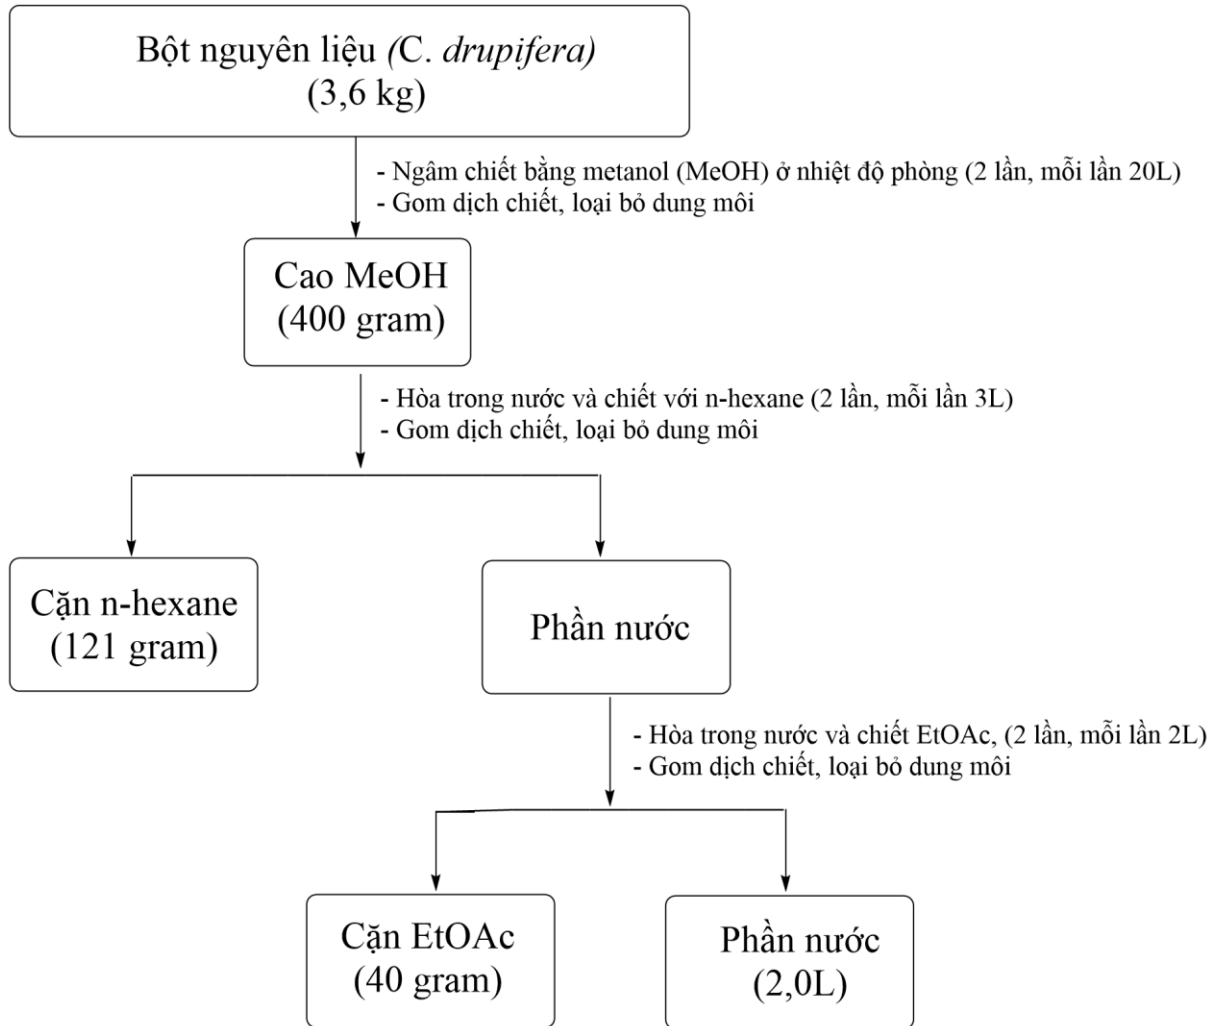 Bột nguyên liệu (C. drupifera)
(3,6 kg)
- Ngâm chiết bằng metanol (MeOH) ở nhiệt độ phòng (2 lần, mỗi lần 20L)
- Gom dịch chiết, loại bỏ dung môi
Cao MeOH
(400 gram)
- Hòa trong nước và chiết với n-hexane (2 lần, mỗi lần 3L)
- Gom dịch chiết, loại bỏ dung môi
Cặn n-hexane
(121 gram)
Phần nước
- Hòa trong nước và chiết EtOAc, (2 lần, mỗi lần 2L)
- Gom dịch chiết, loại bỏ dung môi
Cặn EtOAc
(40 gram)
Phần nước
(2,0L)